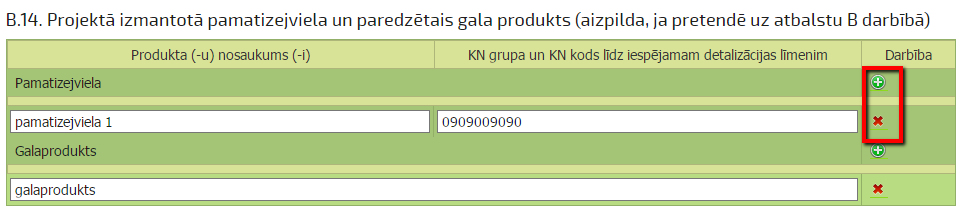 B.14. Projektā izmantotā pamatizejviela un paredzētais gala produkts (aizpilda, ja pretendē uz atbalstu B darbībā)
Produkta (-u) nosaukums (-i) KN grupa un KN kods līdz iespējamam detalizācijas līmenim Darbība
Pamatizejviela
pamatizejviela 1 0909009090
Galaprodukts
galaprodukts